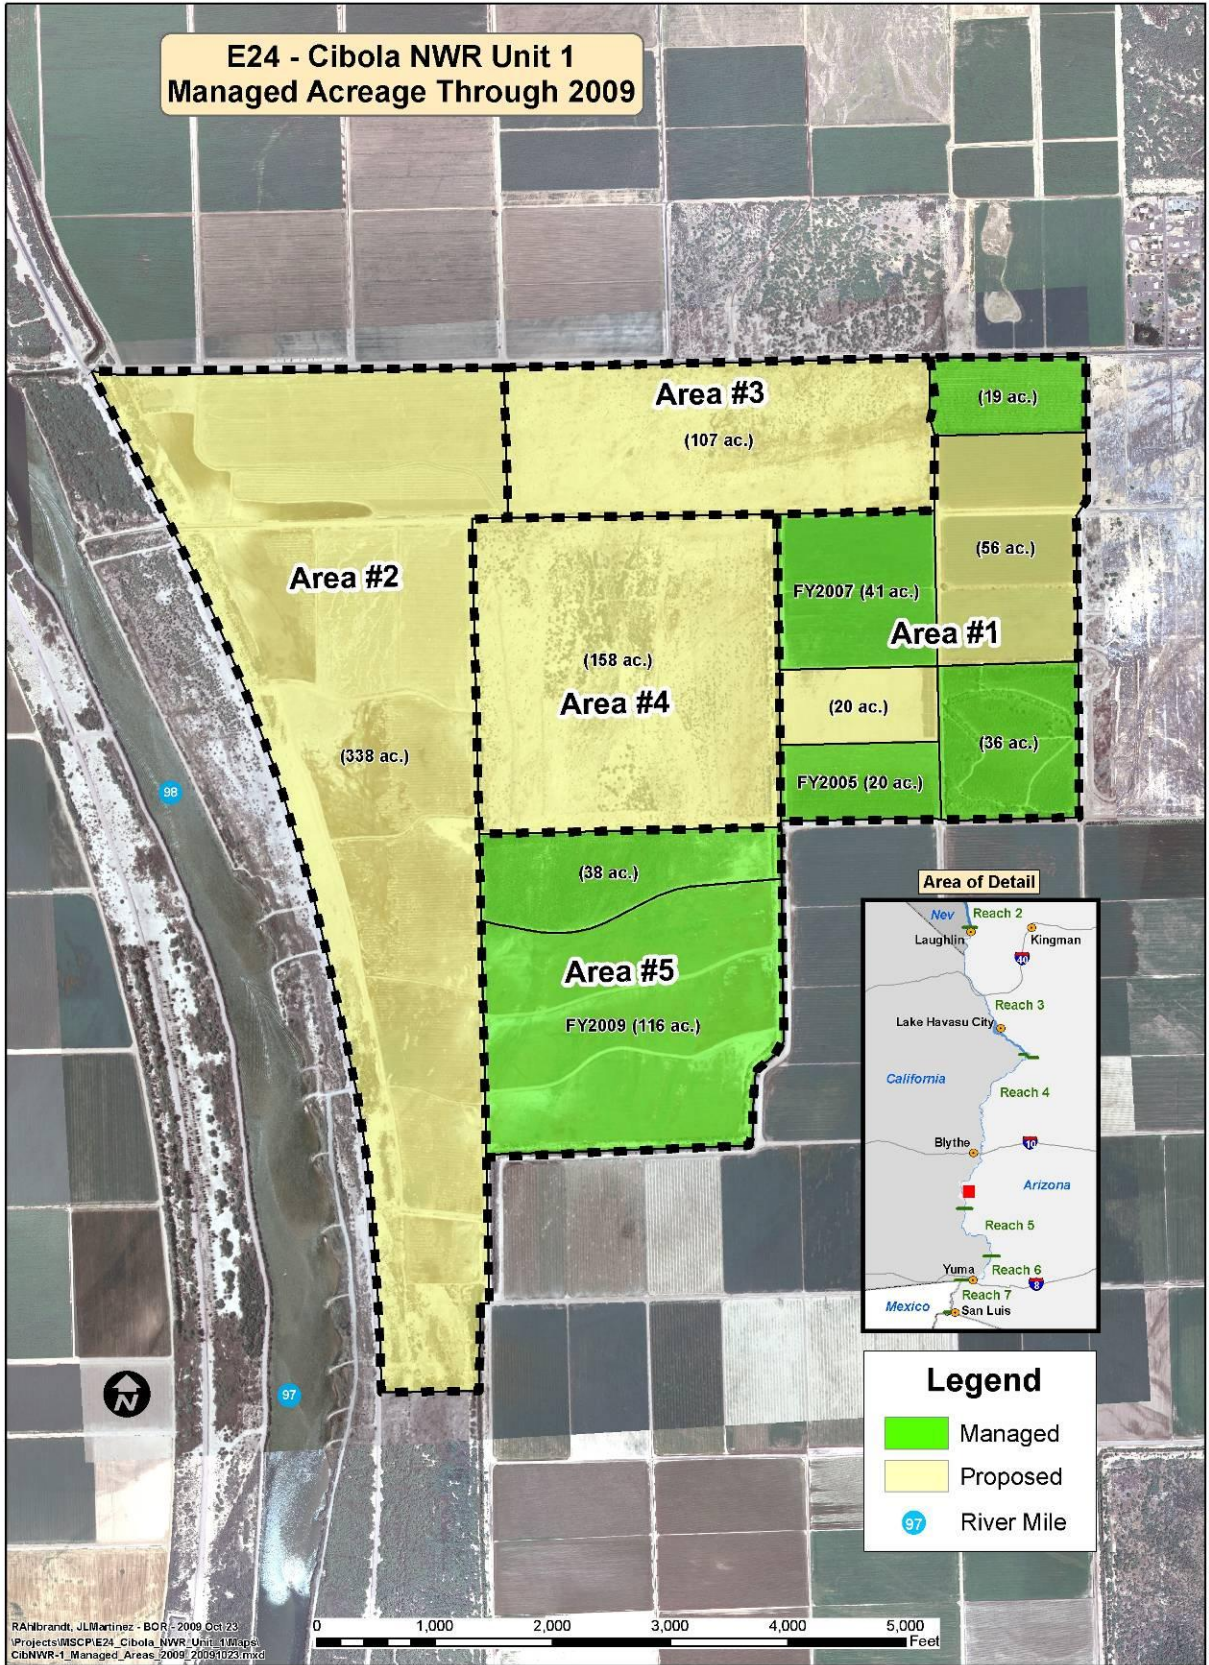 E24 - Cibola NWR Unit 1
Managed Acreage Through 2009
Area #3
(107 ac.)
(19 ac.)
(56 ac.)
Area #2
FY2007 (41 ac.)
Area #1
(158 ac.)
Area #4
(20 ac.)
(36 ac.)
(338 ac.)
FY2005 (20 ac.)
98
(38 ac.)
Area #5
FY2009 (116 ac.)
Area of Detail
Nev
Reach 2
Laughlin
Kingman
40
Reach 3
Lake Havasu City
California
Reach 4
Blythe
10
Arizona
Reach 5
Yuma
Reach 6
8
Reach 7
Mexico
San Luis
N
97
Legend
Managed
Proposed
97 River Mile
RAhlbrandt, JLMartinez - BOR - 2009 Oct 23
\Projects\MSCP\E24_Cibola_NWR_Unit_1\Maps
CibNWR-1_Managed_Areas_2009_20091023.mxd
0 1,000 2,000 3,000 4,000 5,000
Feet